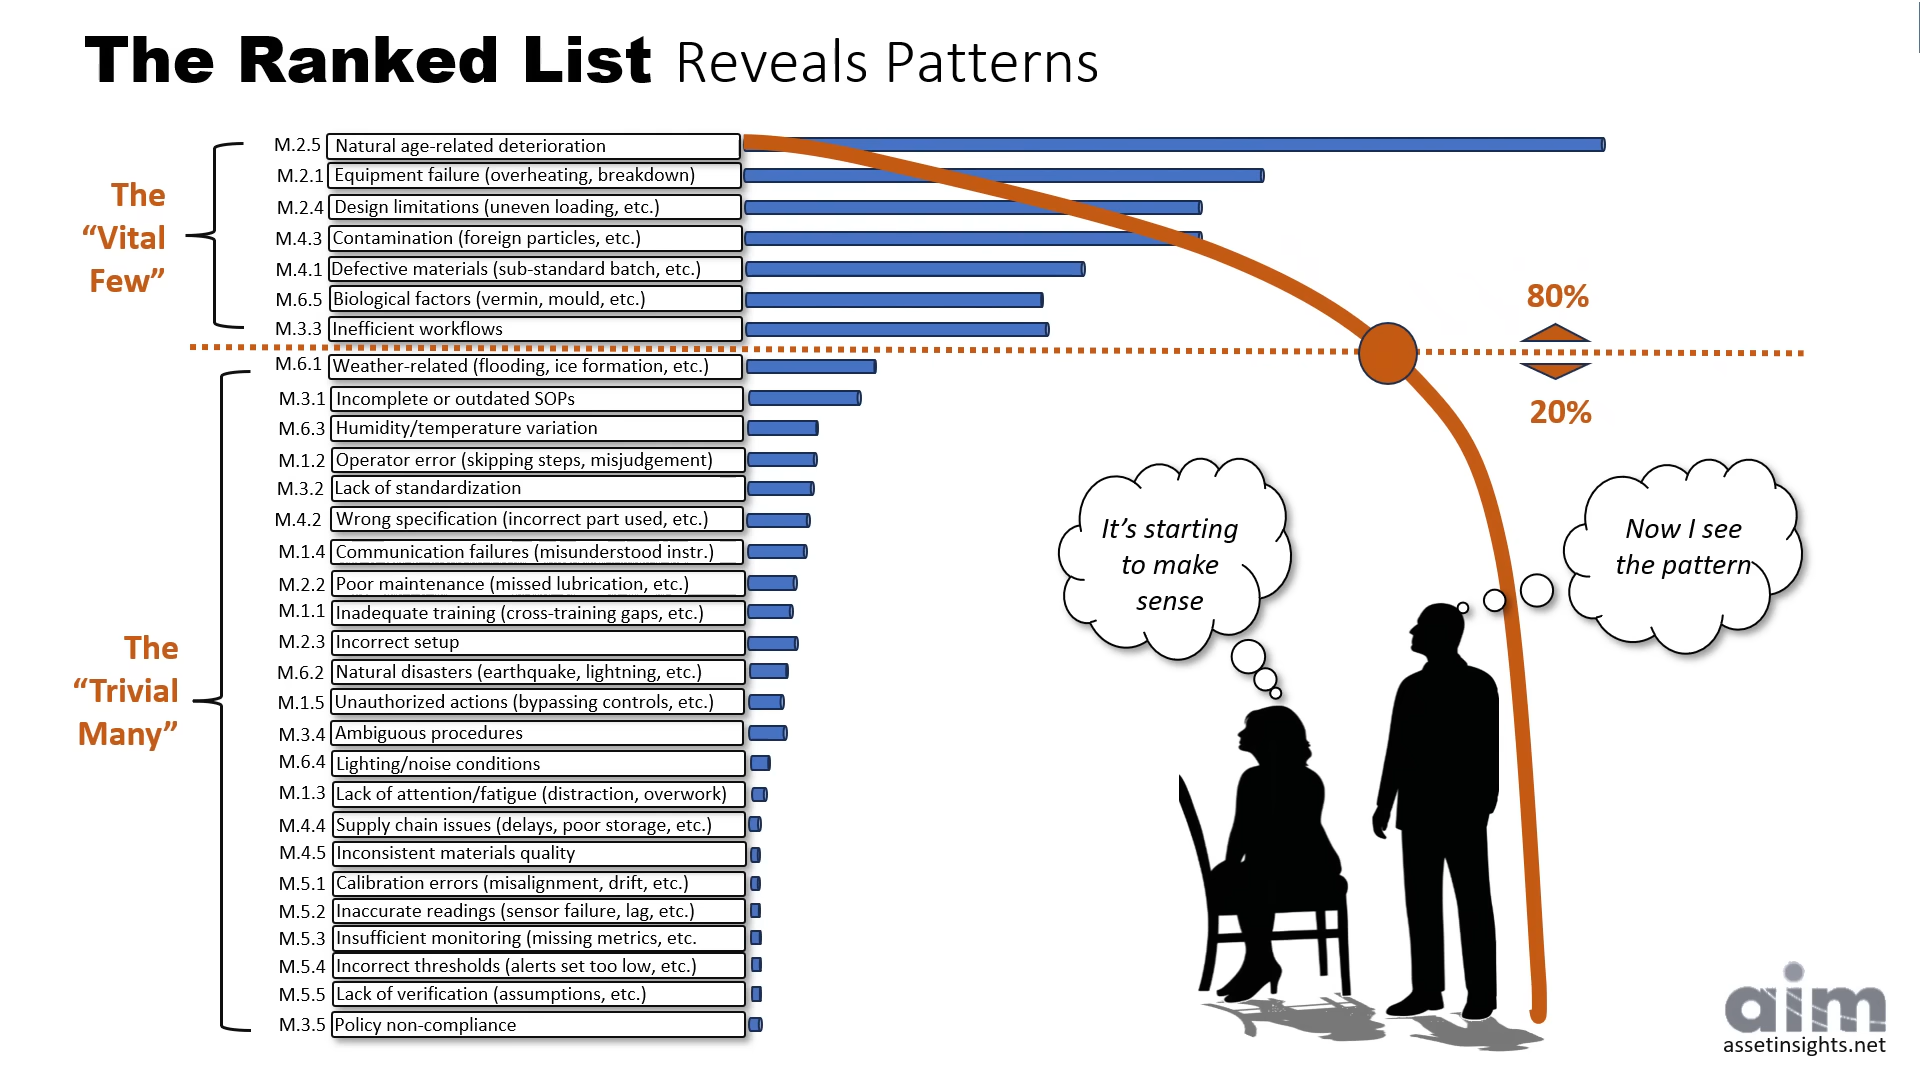 The Ranked List Reveals Patterns
The
“Vital
Few”
M.2.5 Natural age-related deterioration
M.2.1 Equipment failure (overheating, breakdown)
M.2.4 Design limitations (uneven loading, etc.)
M.4.3 Contamination (foreign particles, etc.)
M.4.1 Defective materials (sub-standard batch, etc.)
M.6.5 Biological factors (vermin, mould, etc.)
M.3.3 Inefficient workflows
80%
20%
The
“Trivial
Many”
M.6.1 Weather-related (flooding, ice formation, etc.)
M.3.1 Incomplete or outdated SOPs
M.6.3 Humidity/temperature variation
M.1.2 Operator error (skipping steps, misjudgement)
M.3.2 Lack of standardization
M.4.2 Wrong specification (incorrect part used, etc.)
M.1.4 Communication failures (misunderstood instr.)
M.2.2 Poor maintenance (missed lubrication, etc.)
M.1.1 Inadequate training (cross-training gaps, etc.)
M.2.3 Incorrect setup
M.6.2 Natural disasters (earthquake, lightning, etc.)
M.1.5 Unauthorized actions (bypassing controls, etc.)
M.3.4 Ambiguous procedures
M.6.4 Lighting/noise conditions
M.1.3 Lack of attention/fatigue (distraction, overwork)
M.4.4 Supply chain issues (delays, poor storage, etc.)
M.4.5 Inconsistent materials quality
M.5.1 Calibration errors (misalignment, drift, etc.)
M.5.2 Inaccurate readings (sensor failure, lag, etc.)
M.5.3 Insufficient monitoring (missing metrics, etc.
M.5.4 Incorrect thresholds (alerts set too low, etc.)
M.5.5 Lack of verification (assumptions, etc.)
M.3.5 Policy non-compliance
It’s starting
to make
sense
Now I see
the pattern
aim
assetinsights.net